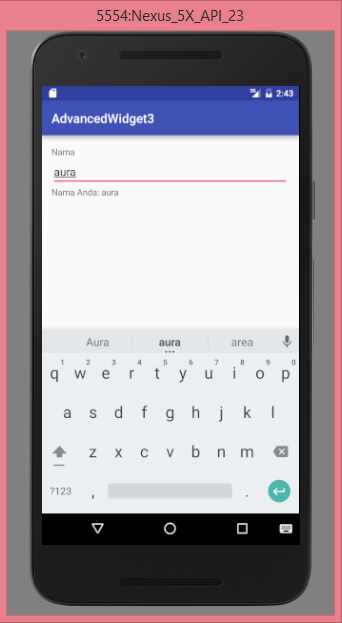 5554:Nexus_5X_API_23
3G 2:43
AdvancedWidget3
Nama
aura
Nama Anda: aura
Aura aura area
1 2 3 4 5 6 7 8 9 0
q w e r t y u i o p
a s d f g h j k l
z x c v b n m
?123 , .